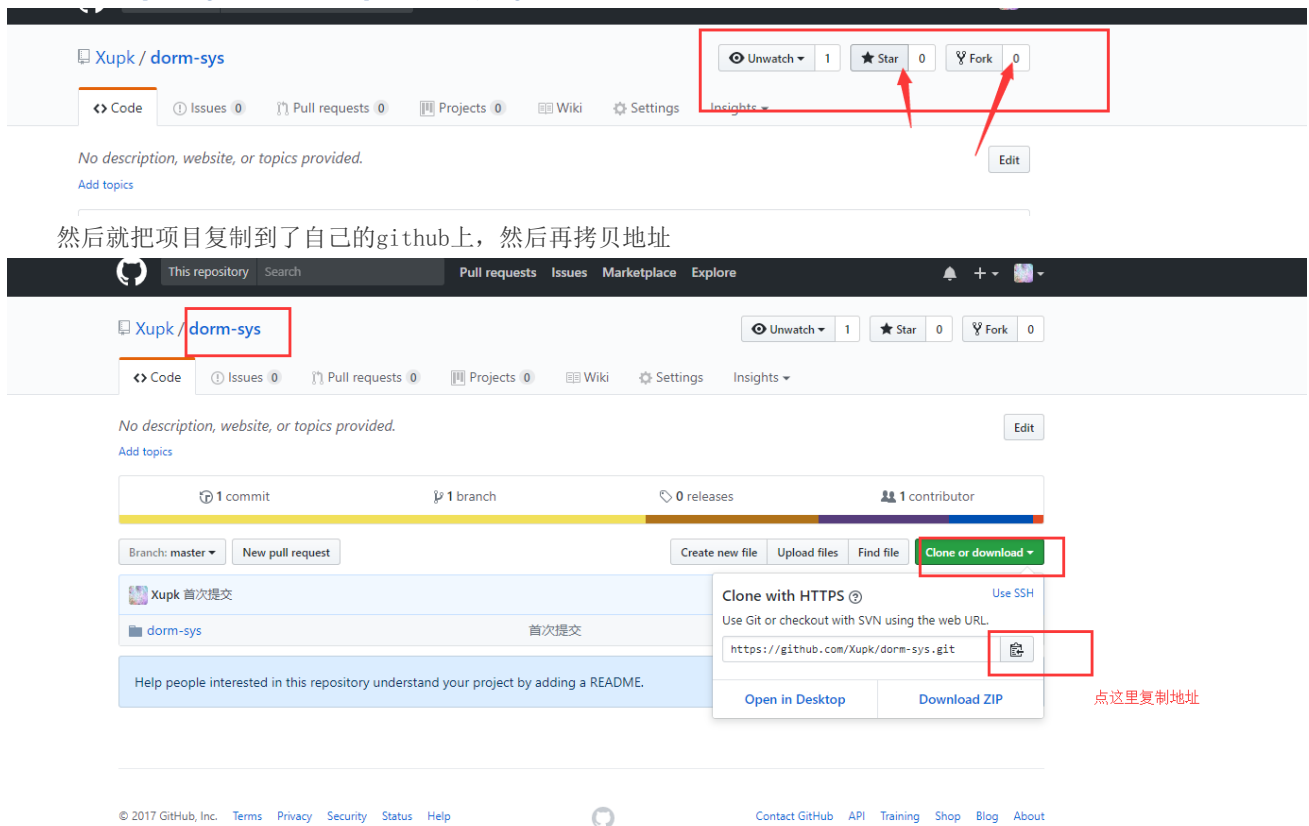 Xupk / dorm-sys
Unwatch 1 Star 0 Fork 0
Code Issues 0 Pull requests 0 Projects 0 Wiki Settings Insights
No description, website, or topics provided. Edit
Add topics
然后就把项目复制到了自己的github上，然后再拷贝地址
This repository Search Pull requests Issues Marketplace Explore
Xupk / dorm-sys
Unwatch 1 Star 0 Fork 0
Code Issues 0 Pull requests 0 Projects 0 Wiki Settings Insights
No description, website, or topics provided. Edit
Add topics
1 commit 1 branch 0 releases 1 contributor
Branch: master New pull request Create new file Upload files Find file Clone or download
Xupk 首次提交
dorm-sys 首次提交
Clone with HTTPS Use SSH
Use Git or checkout with SVN using the web URL.
https://github.com/Xupk/dorm-sys.git
Open in Desktop Download ZIP
点这里复制地址
Help people interested in this repository understand your project by adding a README.
© 2017 GitHub, Inc. Terms Privacy Security Status Help Contact GitHub API Training Shop Blog About